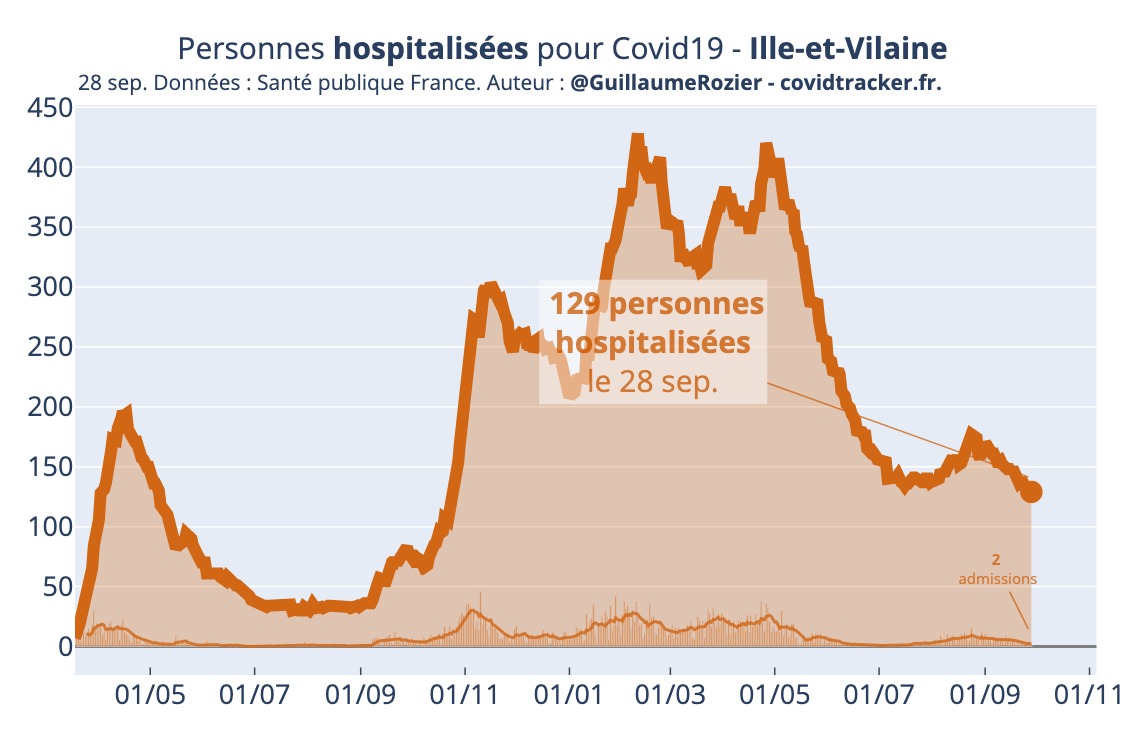 Personnes hospitalisées pour Covid19 - Ille-et-Vilaine
28 sep. Données : Santé publique France. Auteur : @GuillaumeRozier - covidtracker.fr.
450
400
350
300
250
200
150
100
50
0
129 personnes
hospitalisées
le 28 sep.
2
admissions
01/05 01/07 01/09 01/11 01/01 01/03 01/05 01/07 01/09 01/11